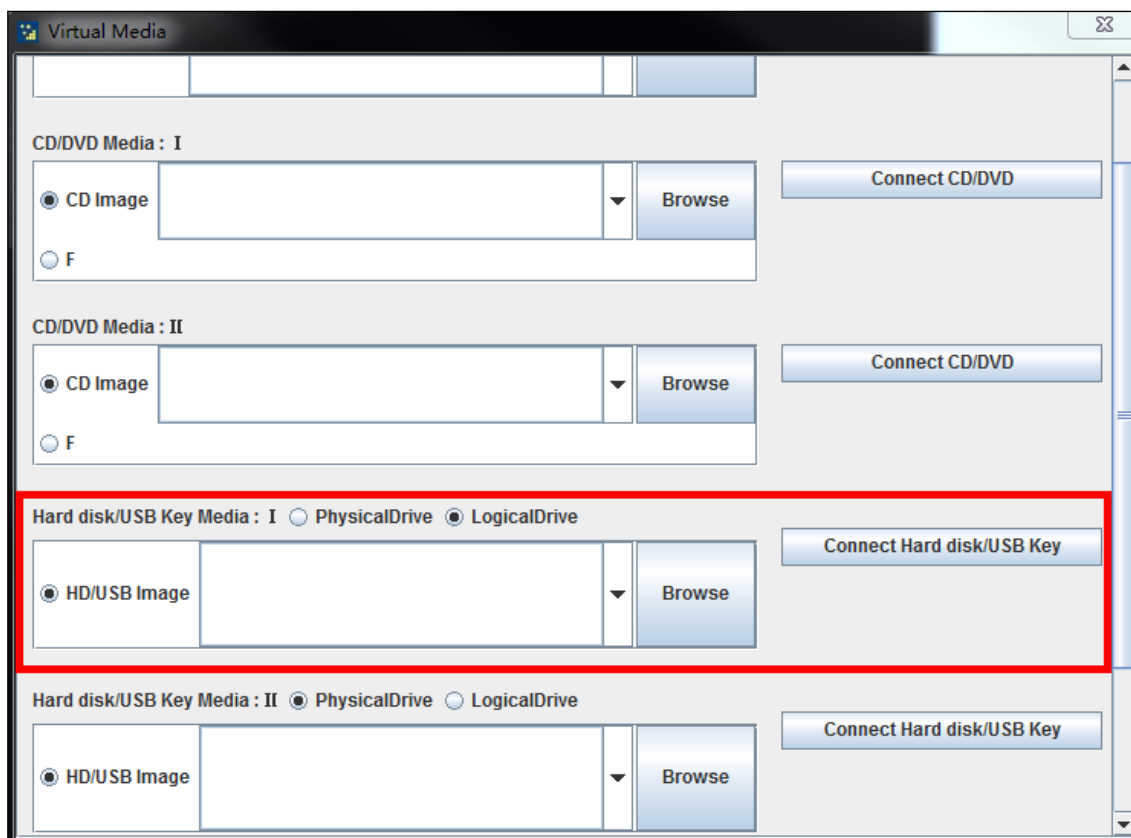 Virtual Media
CD/DVD Media : I
CD Image Browse Connect CD/DVD
F
CD/DVD Media : II
CD Image Browse Connect CD/DVD
F
Hard disk/USB Key Media : I PhysicalDrive LogicalDrive
Connect Hard disk/USB Key
HD/USB Image Browse
Hard disk/USB Key Media : II PhysicalDrive LogicalDrive
Connect Hard disk/USB Key
HD/USB Image Browse